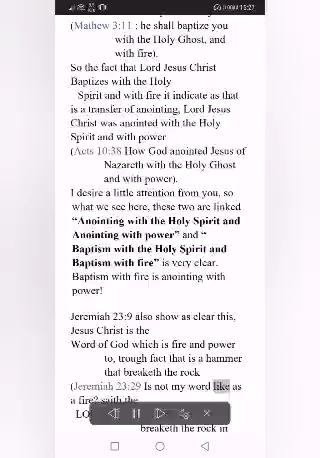 15:27
(Mathew 3:11 : he shall baptize you
with the Holy Ghost, and
with fire).
So the fact that Lord Jesus Christ
Baptizes with the Holy
Spirit and with fire it indicate as that
is a transfer of anointing, Lord Jesus
Christ was anointed with the Holy
Spirit and with power
(Acts 10:38 How God anointed Jesus of
Nazareth with the Holy Ghost
and with power).
I desire a little attention from you, so
what we see here, these two are linked
“Anointing with the Holy Spirit and
Anointing with power” and “
Baptism with the Holy Spirit and
Baptism with fire” is very clear.
Baptism with fire is anointing with
power!
Jeremiah 23:9 also show as clear this,
Jesus Christ is the
Word of God which is fire and power
to, trough fact that is a hammer
that breaketh the rock
(Jeremiah 23:29 Is not my word like as
a fire? saith the
LO
breaketh the rock in